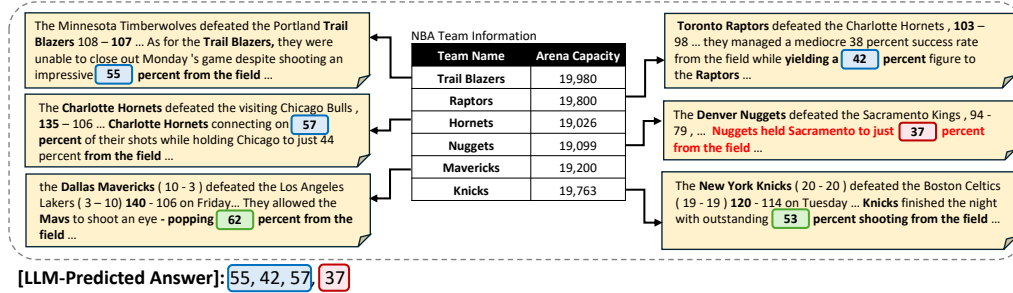 The Minnesota Timberwolves defeated the Portland Trail
Blazers 108 – 107 ... As for the Trail Blazers, they were
unable to close out Monday 's game despite shooting an
impressive 55 percent from the field ...
The Charlotte Hornets defeated the visiting Chicago Bulls ,
135 – 106 ... Charlotte Hornets connecting on 57
percent of their shots while holding Chicago to just 44
percent from the field ...
the Dallas Mavericks ( 10 - 3 ) defeated the Los Angeles
Lakers ( 3 – 10) 140 - 106 on Friday... They allowed the
Mavs to shoot an eye - popping 62 percent from the
field ...
NBA Team Information
Team Name Arena Capacity
Trail Blazers 19,980
Raptors 19,800
Hornets 19,026
Nuggets 19,099
Mavericks 19,200
Knicks 19,763
Toronto Raptors defeated the Charlotte Hornets , 103 –
98 ... they managed a mediocre 38 percent success rate
from the field while yielding a 42 percent figure to
the Raptors ...
The Denver Nuggets defeated the Sacramento Kings , 94 -
79 , ... Nuggets held Sacramento to just 37 percent
from the field ...
The New York Knicks ( 20 - 20 ) defeated the Boston Celtics
( 19 - 19 ) 120 - 114 on Tuesday ... Knicks finished the night
with outstanding 53 percent shooting from the field ...
[LLM-Predicted Answer]: 55, 42, 57, 37